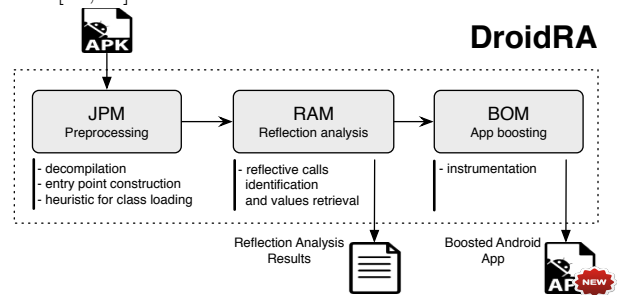 APK
DroidRA
JPM
Preprocessing
RAM
Reflection analysis
BOM
App boosting
- decompilation
- entry point construction
- heuristic for class loading
- reflective calls
identification
and values retrieval
- instrumentation
Reflection Analysis
Results
Boosted Android
App
NEW